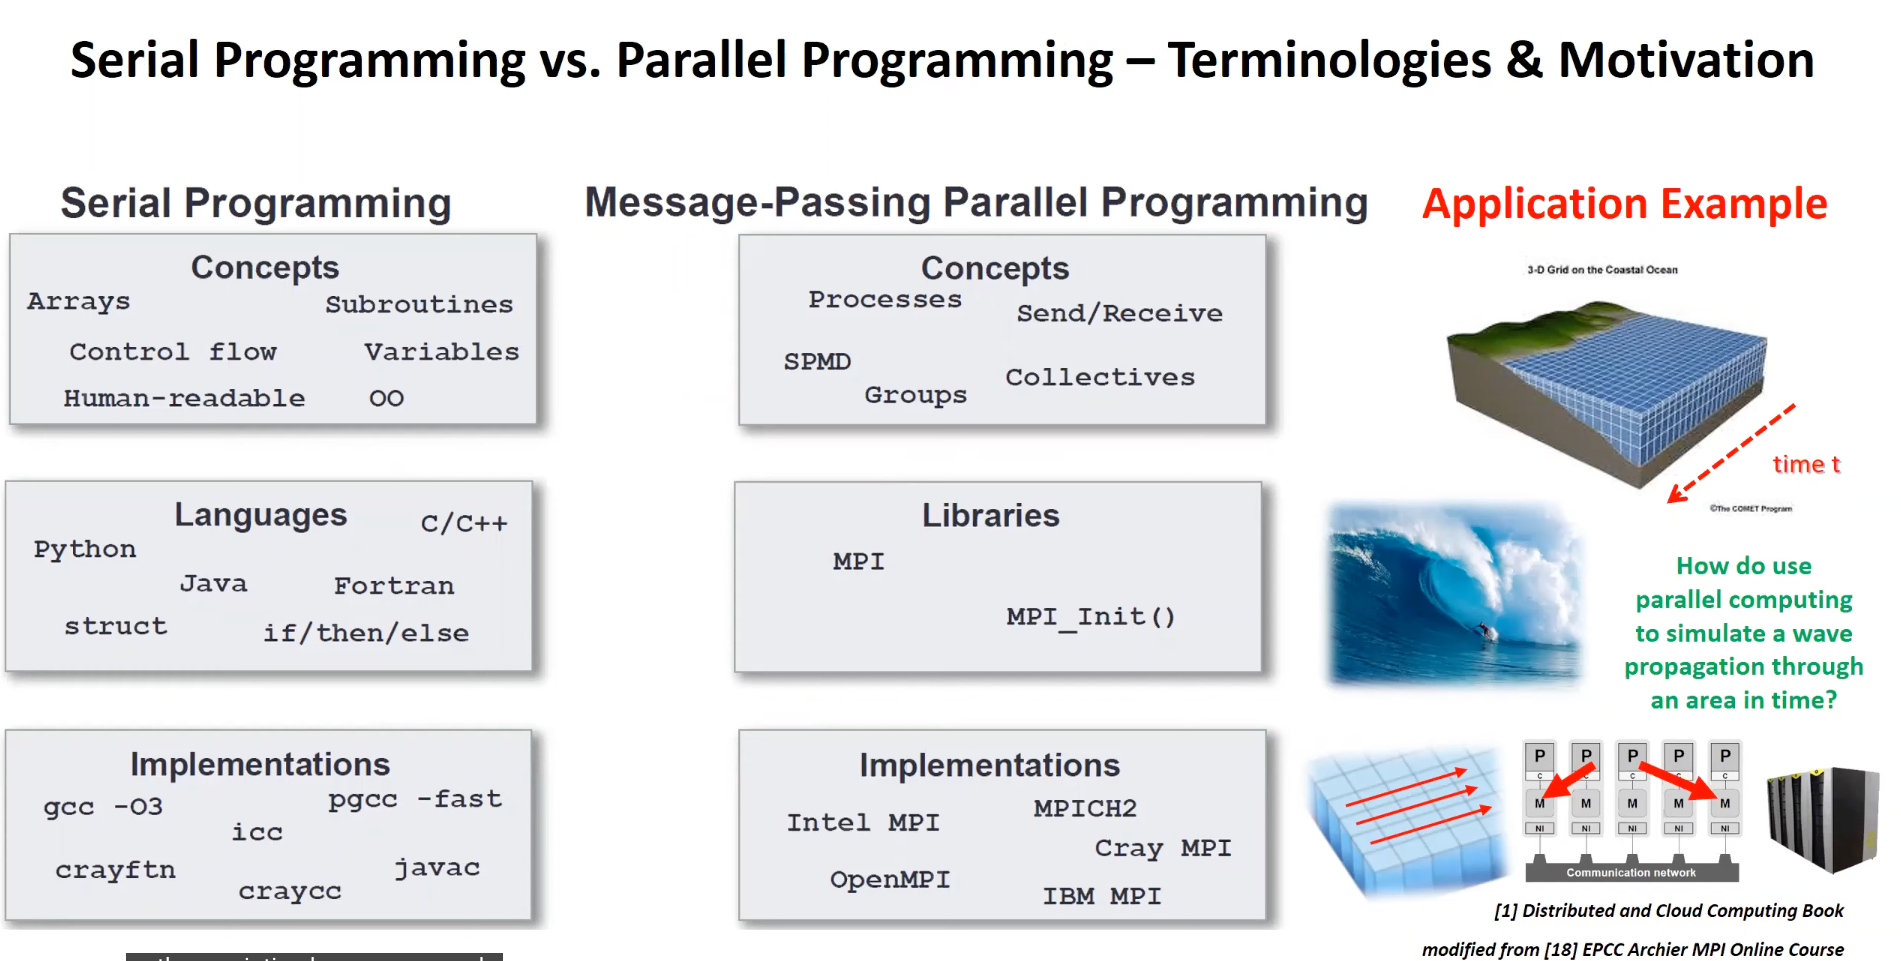 Serial Programming vs. Parallel Programming – Terminologies & Motivation
Serial Programming
Concepts
Arrays
Subroutines
Control flow
Variables
Human-readable
OO
Languages
C/C++
Python
Java
Fortran
struct
if/then/else
Implementations
gcc -O3
pgcc -fast
icc
crayftn
javac
craycc
Message-Passing Parallel Programming
Concepts
Processes
Send/Receive
SPMD
Collectives
Groups
Libraries
MPI
MPI_Init()
Implementations
MPICH2
Intel MPI
Cray MPI
OpenMPI
IBM MPI
Application Example
3-D Grid on the Coastal Ocean
time t
©The COMET Program
How do use
parallel computing
to simulate a wave
propagation through
an area in time?
P P P P P
C C C C C
M M M M M
NI NI NI NI NI
Communication network
[1] Distributed and Cloud Computing Book
modified from [18] EPCC Archier MPI Online Course